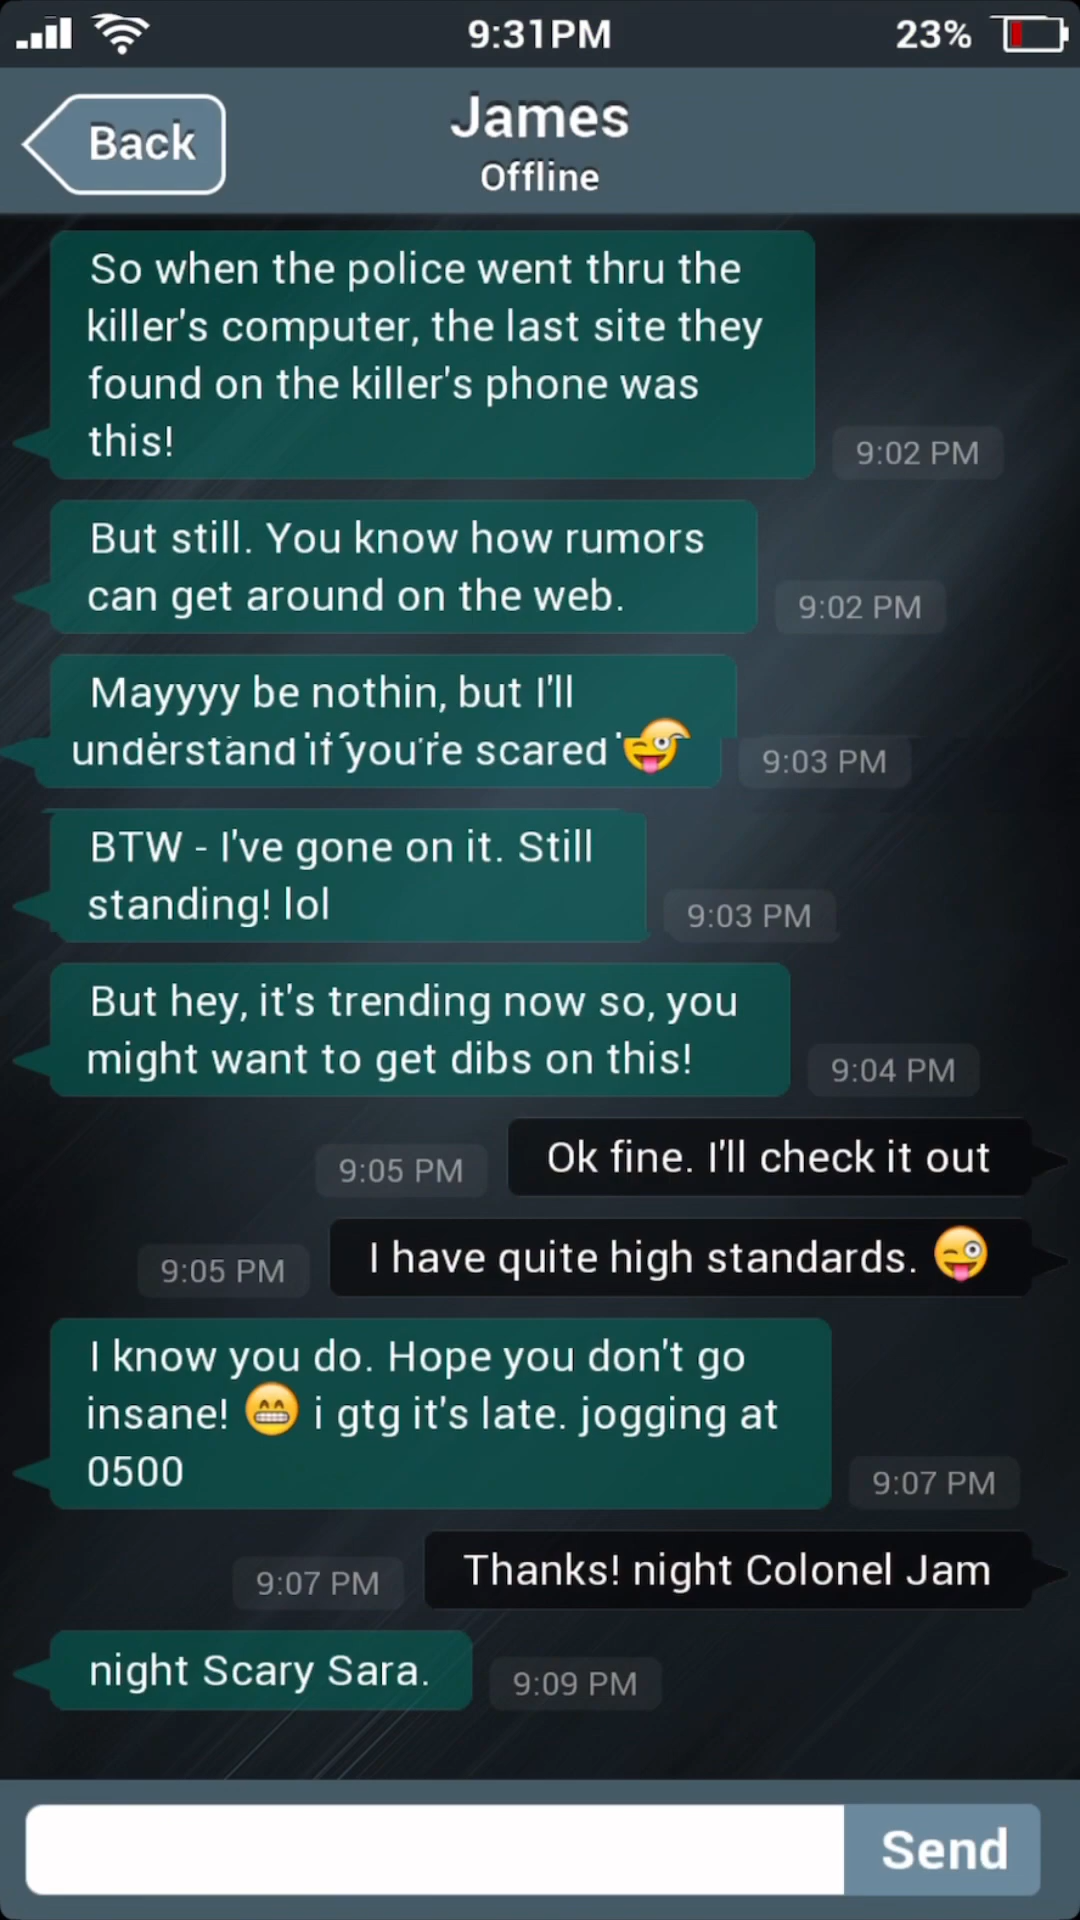 9:31PM
23%
Back
James
Offline
So when the police went thru the
killer's computer, the last site they
found on the killer's phone was
this!
9:02 PM
But still. You know how rumors
can get around on the web.
9:02 PM
Mayyyy be nothin, but I'll
understand if you're scared 😜
9:03 PM
BTW - I've gone on it. Still
standing! lol
9:03 PM
But hey, it's trending now so, you
might want to get dibs on this!
9:04 PM
Ok fine. I'll check it out
9:05 PM
I have quite high standards. 😜
9:05 PM
I know you do. Hope you don't go
insane! 😁 i gtg it's late. jogging at
0500
9:07 PM
Thanks! night Colonel Jam
9:07 PM
night Scary Sara.
9:09 PM
Send